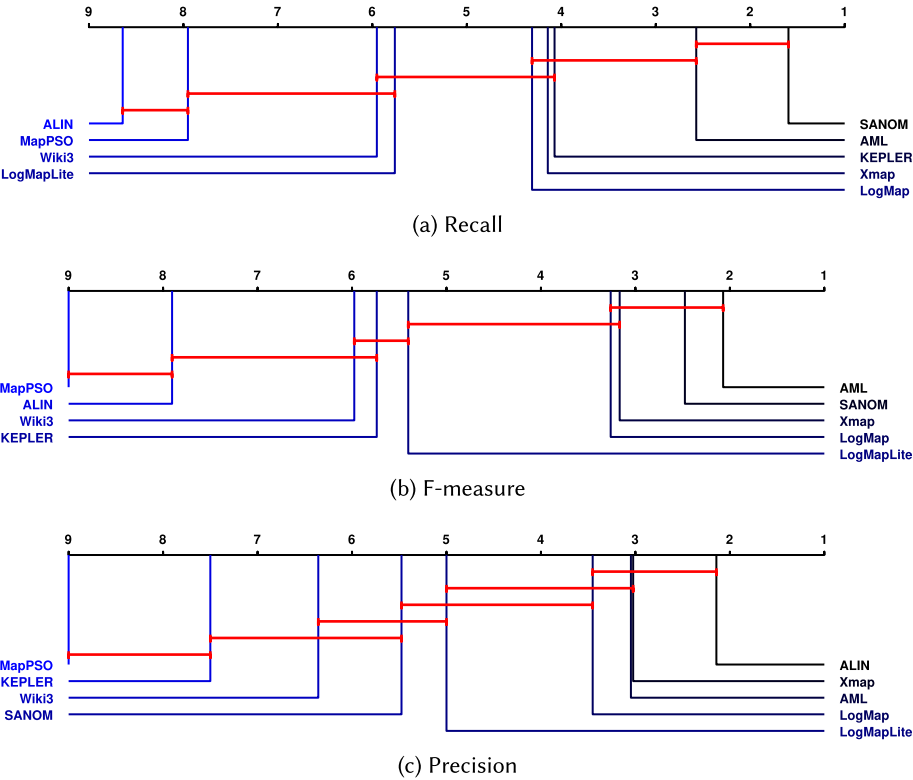 9 8 7 6 5 4 3 2 1
ALIN SANOM
MapPSO AML
Wiki3 KEPLER
LogMapLite Xmap
LogMap
(a) Recall
9 8 7 6 5 4 3 2 1
MapPSO AML
ALIN SANOM
Wiki3 Xmap
KEPLER LogMap
LogMapLite
(b) F-measure
9 8 7 6 5 4 3 2 1
MapPSO ALIN
KEPLER Xmap
Wiki3 AML
SANOM LogMap
LogMapLite
(c) Precision